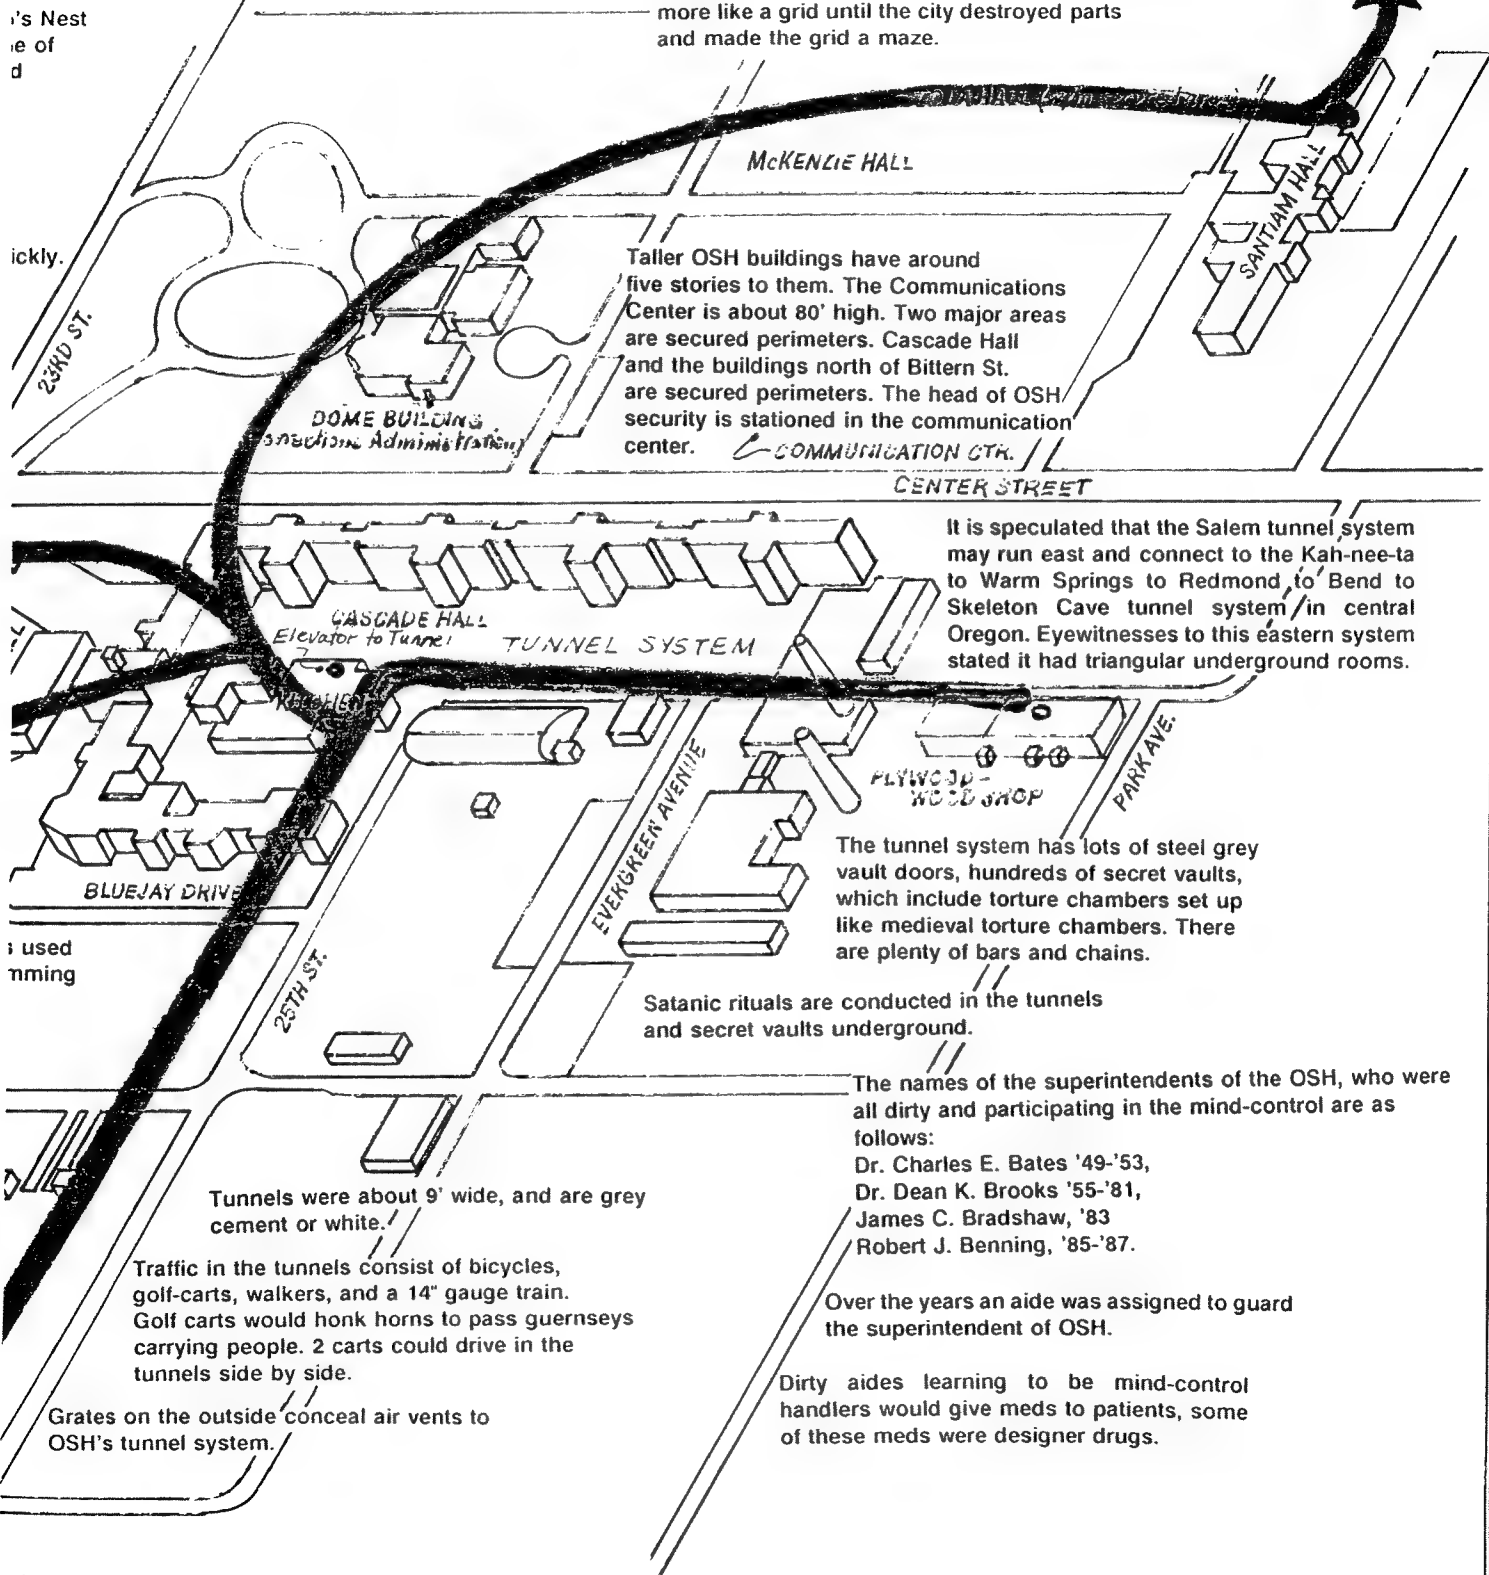 's Nest
e of
d
more like a grid until the city destroyed parts
and made the grid a maze.
McKENZIE HALL
SANTIAM HALL
ickly.
23RD ST.
Taller OSH buildings have around
five stories to them. The Communications
Center is about 80' high. Two major areas
are secured perimeters. Cascade Hall
and the buildings north of Bittern St.
are secured perimeters. The head of OSH
security is stationed in the communication
center.
COMMUNICATION CTR.
DOME BUILDING
Administration)
CENTER STREET
It is speculated that the Salem tunnel system
may run east and connect to the Kah-nee-ta
to Warm Springs to Redmond to Bend to
Skeleton Cave tunnel system in central
Oregon. Eyewitnesses to this eastern system
stated it had triangular underground rooms.
CASCADE HALL
Elevator to Tunnel
TUNNEL SYSTEM
KITCHEN
PLYWOOD-
WOOD SHOP
PARK AVE.
EVERGREEN AVENUE
BLUEJAY DRIVE
25TH ST.
The tunnel system has lots of steel grey
vault doors, hundreds of secret vaults,
which include torture chambers set up
like medieval torture chambers. There
are plenty of bars and chains.
s used
mming
Satanic rituals are conducted in the tunnels
and secret vaults underground.
The names of the superintendents of the OSH, who were
all dirty and participating in the mind-control are as
follows:
Dr. Charles E. Bates '49-'53,
Dr. Dean K. Brooks '55-'81,
James C. Bradshaw, '83
Robert J. Benning, '85-'87.
Tunnels were about 9' wide, and are grey
cement or white.
Traffic in the tunnels consist of bicycles,
golf-carts, walkers, and a 14" gauge train.
Golf carts would honk horns to pass guernseys
carrying people. 2 carts could drive in the
tunnels side by side.
Grates on the outside conceal air vents to
OSH's tunnel system.
Over the years an aide was assigned to guard
the superintendent of OSH.
Dirty aides learning to be mind-control
handlers would give meds to patients, some
of these meds were designer drugs.